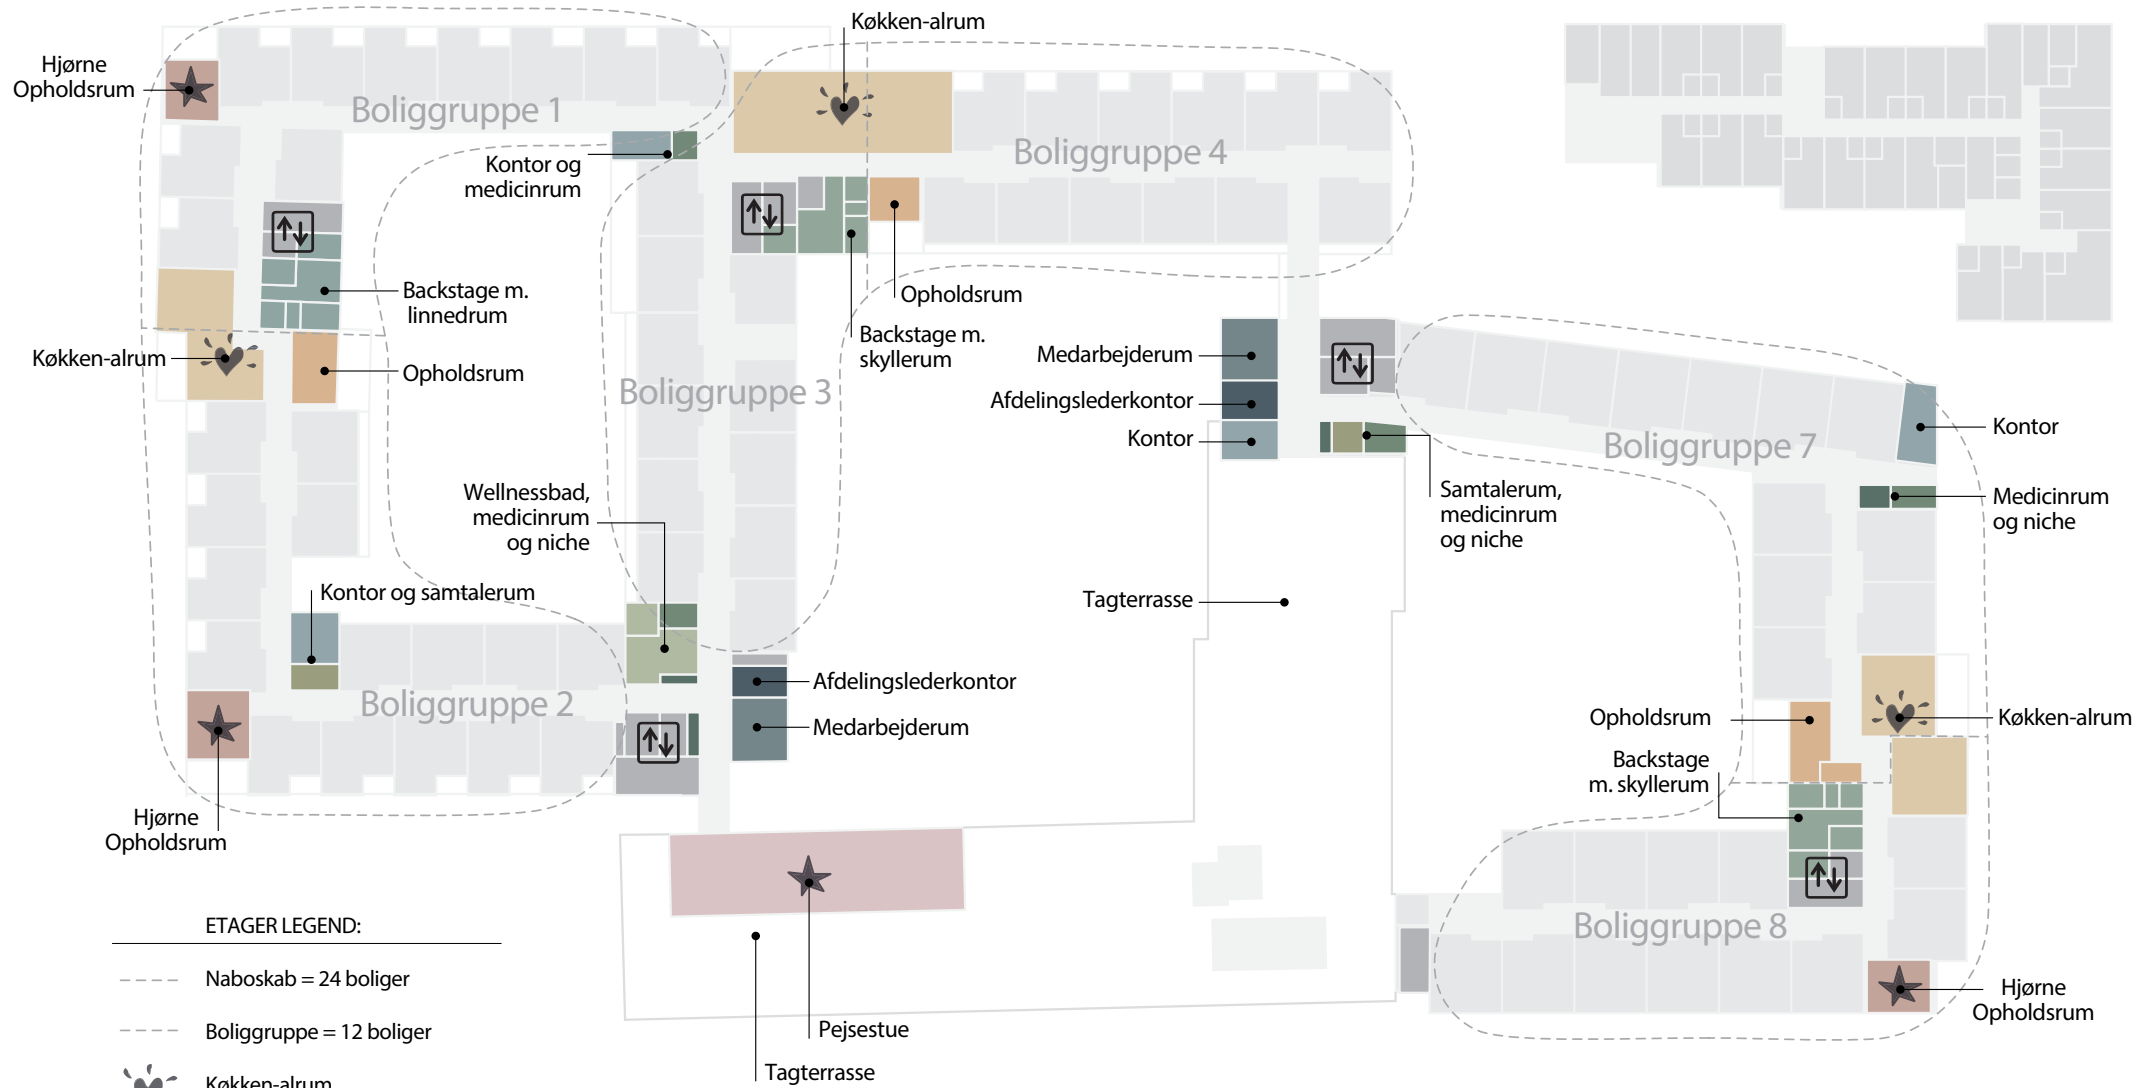 Køkken-alrum
Hjørne
Opholdsrum
Boliggruppe 1
Kontor og
medicinrum
Boliggruppe 4
Backstage m.
linnedrum
Opholdsrum
Backstage m.
skyllerum
Køkken-alrum
Opholdsrum
Boliggruppe 3
Medarbejderum
Afdelingslederkontor
Kontor
Boliggruppe 7
Kontor
Wellnessbad,
medicinrum
og niche
Samtalerum,
medicinrum
og niche
Medicinrum
og niche
Kontor og samtalerum
Tagterrasse
Boliggruppe 2
Afdelingslederkontor
Medarbejderum
Opholdsrum
Køkken-alrum
Backstage
m. skyllerum
Hjørne
Opholdsrum
Boliggruppe 8
Hjørne
Opholdsrum
Pejsestue
Tagterrasse
ETAGER LEGEND:
Naboskab = 24 boliger
Boliggruppe = 12 boliger
Køkken-alrum